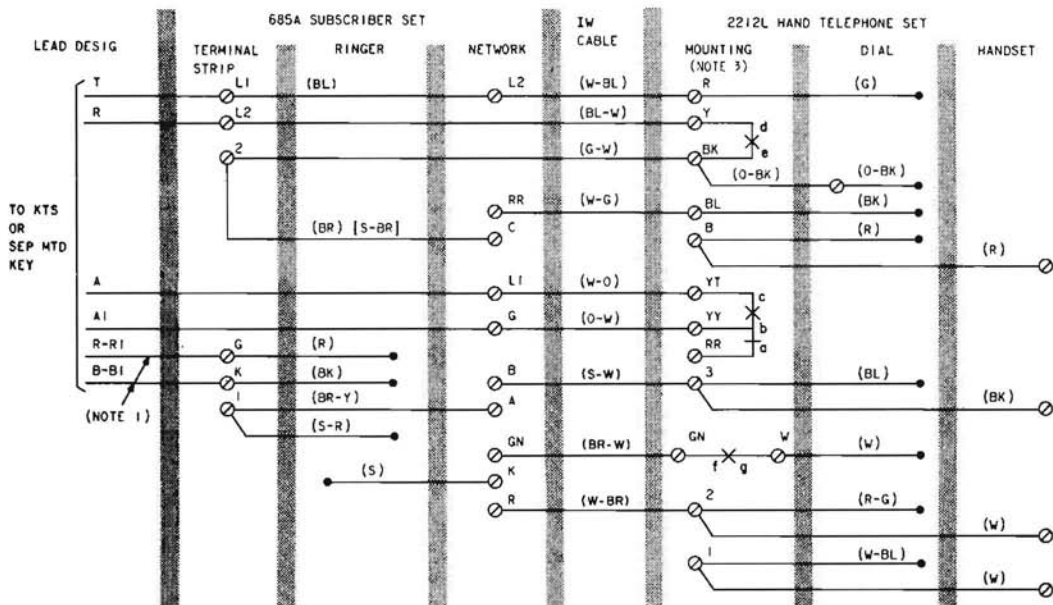 685A SUBSCRIBER SET IW CABLE 2212L HAND TELEPHONE SET
LEAD DESIG TERMINAL STRIP RINGER NETWORK MOUNTING (NOTE 3) DIAL HANDSET
T L1 (BL) L2 (W-BL) R (G)
R L2 (BL-W) Y d
2 (G-W) BK e
(O-BK) (O-BK)
TO KTS OR SEP MTD KEY
RR (W-G) BL (BK)
(BR) [S-BR] C B (R)
(R)
A L1 (W-O) YT c
A1 G (O-W) YY b
R-R1 G (R) RR a
B-B1 K (BK) B (S-W) 3 (BL)
(NOTE 1) 1 (BR-Y) A (BK)
(S-R)
GN (BR-W) GN f g W (W)
(S) K
R (W-BR) 2 (R-G)
(W)
1 (W-BL)
(W)